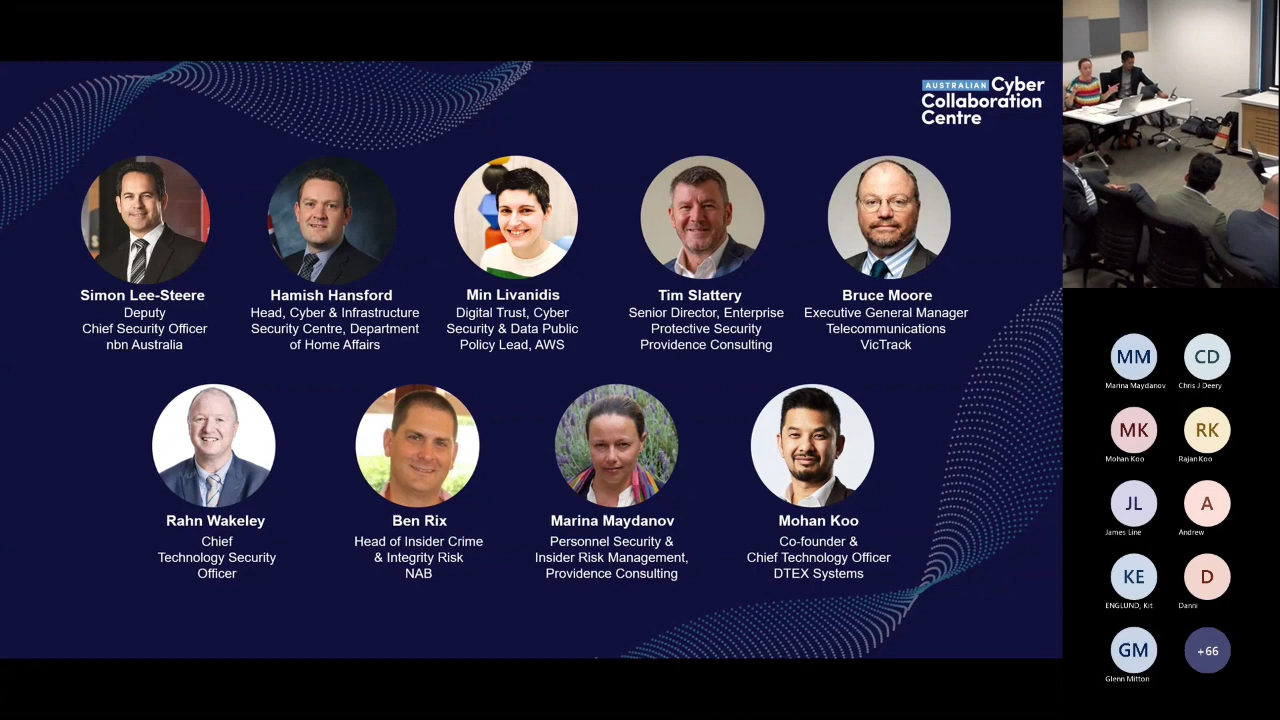 AUSTRALIAN Cyber
Collaboration
Centre
Simon Lee-Steere
Deputy
Chief Security Officer
nbn Australia
Hamish Hansford
Head, Cyber & Infrastructure
Security Centre, Department
of Home Affairs
Min Livanidis
Digital Trust, Cyber
Security & Data Public
Policy Lead, AWS
Tim Slattery
Senior Director, Enterprise
Protective Security
Providence Consulting
Bruce Moore
Executive General Manager
Telecommunications
VicTrack
Rahn Wakeley
Chief
Technology Security
Officer
Ben Rix
Head of Insider Crime
& Integrity Risk
NAB
Marina Maydanov
Personnel Security &
Insider Risk Management,
Providence Consulting
Mohan Koo
Co-founder &
Chief Technology Officer
DTEX Systems
MM
Marina Maydanov
CD
Chris J Deery
MK
Mohan Koo
RK
Rajan Koo
JL
James Line
A
Andrew
KE
ENGLUND, Kit
D
Danni
GM
Glenn Mitton
+66